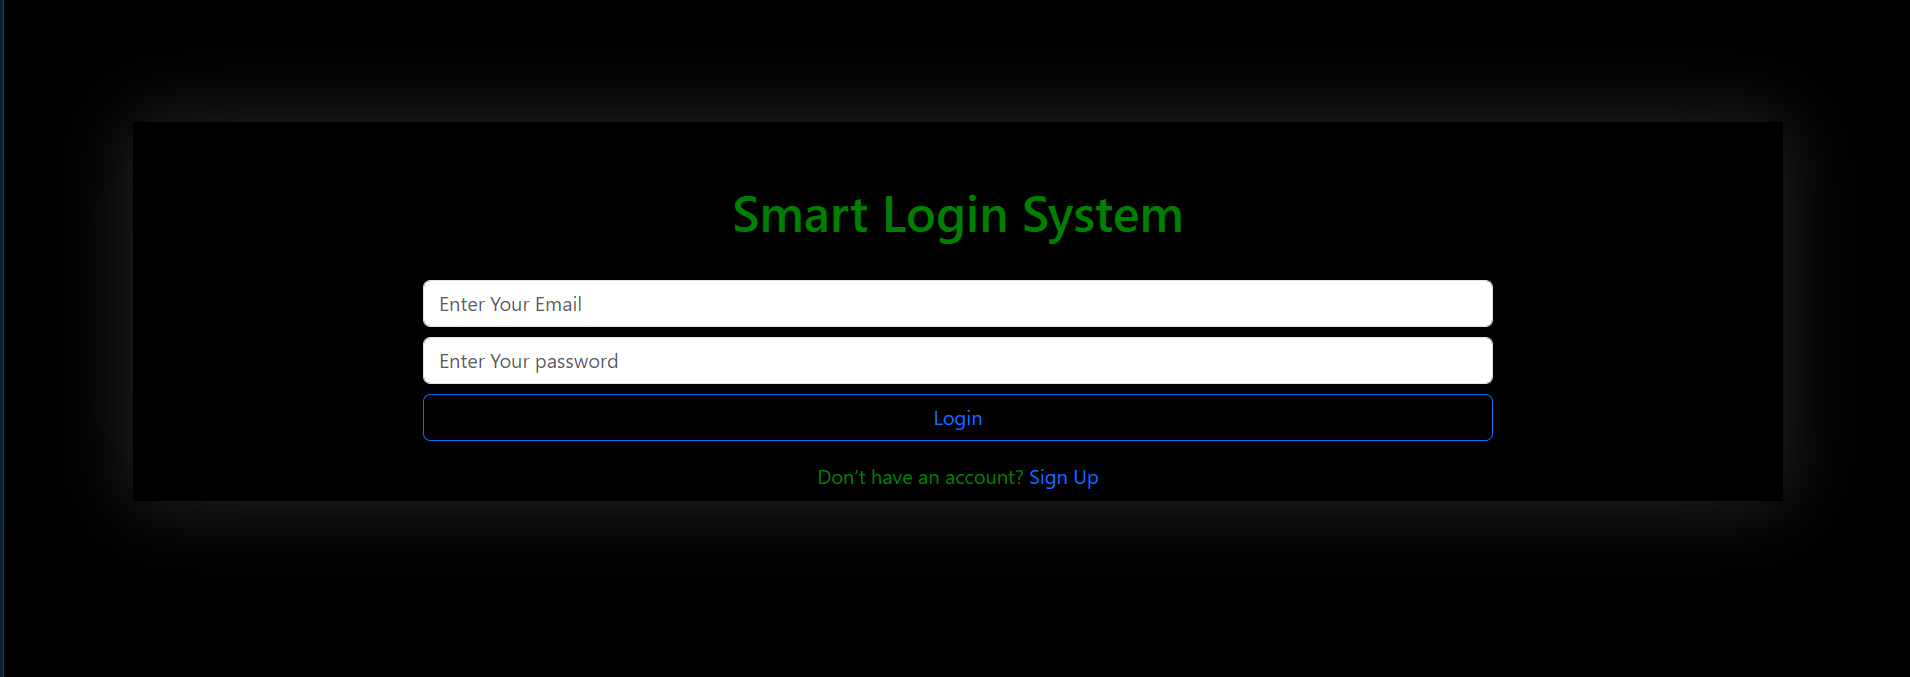 Smart Login System
Enter Your Email
Enter Your password
Login
Don’t have an account? Sign Up